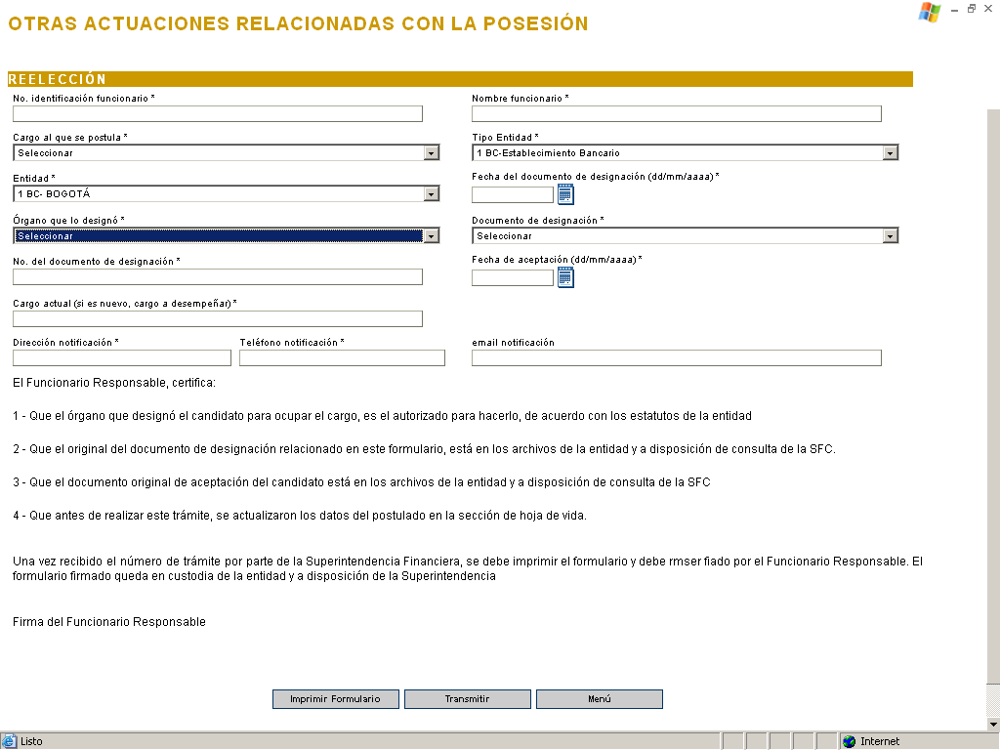 OTRAS ACTUACIONES RELACIONADAS CON LA POSESIÓN
REELECCIÓN
No. identificación funcionario *
Nombre funcionario *
Cargo al que se postula *
Tipo Entidad *
Seleccionar
1 BC-Establecimiento Bancario
Entidad *
Fecha del documento de designación (dd/mm/aaaa) *
1 BC- BOGOTÁ
Órgano que lo designó *
Documento de designación *
Seleccionar
Seleccionar
No. del documento de designación *
Fecha de aceptación (dd/mm/aaaa) *
Cargo actual (si es nuevo, cargo a desempeñar) *
Dirección notificación *
Teléfono notificación *
email notificación
El Funcionario Responsable, certifica:
1 - Que el órgano que designó el candidato para ocupar el cargo, es el autorizado para hacerlo, de acuerdo con los estatutos de la entidad
2 - Que el original del documento de designación relacionado en este formulario, está en los archivos de la entidad y a disposición de consulta de la SFC.
3 - Que el documento original de aceptación del candidato está en los archivos de la entidad y a disposición de consulta de la SFC
4 - Que antes de realizar este trámite, se actualizaron los datos del postulado en la sección de hoja de vida.
Una vez recibido el número de trámite por parte de la Superintendencia Financiera, se debe imprimir el formulario y debe rmser fiado por el Funcionario Responsable. El
formulario firmado queda en custodia de la entidad y a disposición de la Superintendencia
Firma del Funcionario Responsable
Imprimir Formulario
Transmitir
Menú
Listo
Internet